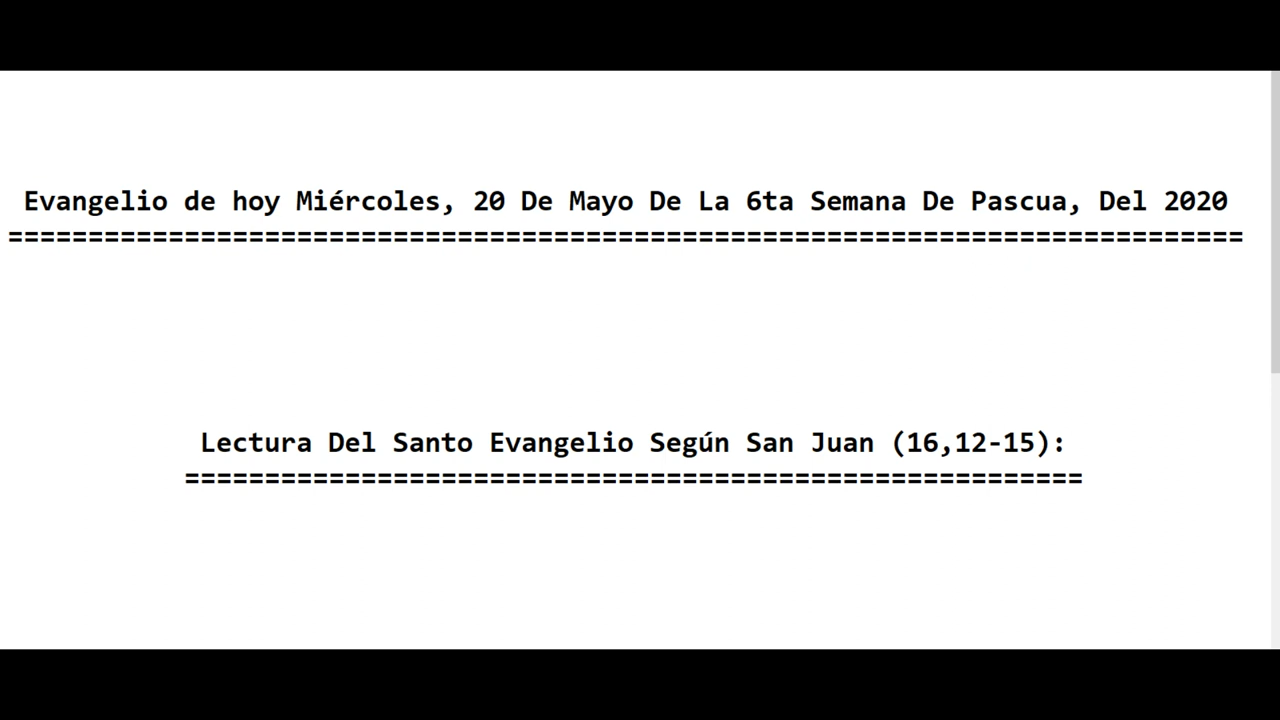 Evangelio de hoy Miércoles, 20 De Mayo De La 6ta Semana De Pascua, Del 2020
=============================================================================
Lectura Del Santo Evangelio Según San Juan (16,12-15):
========================================================